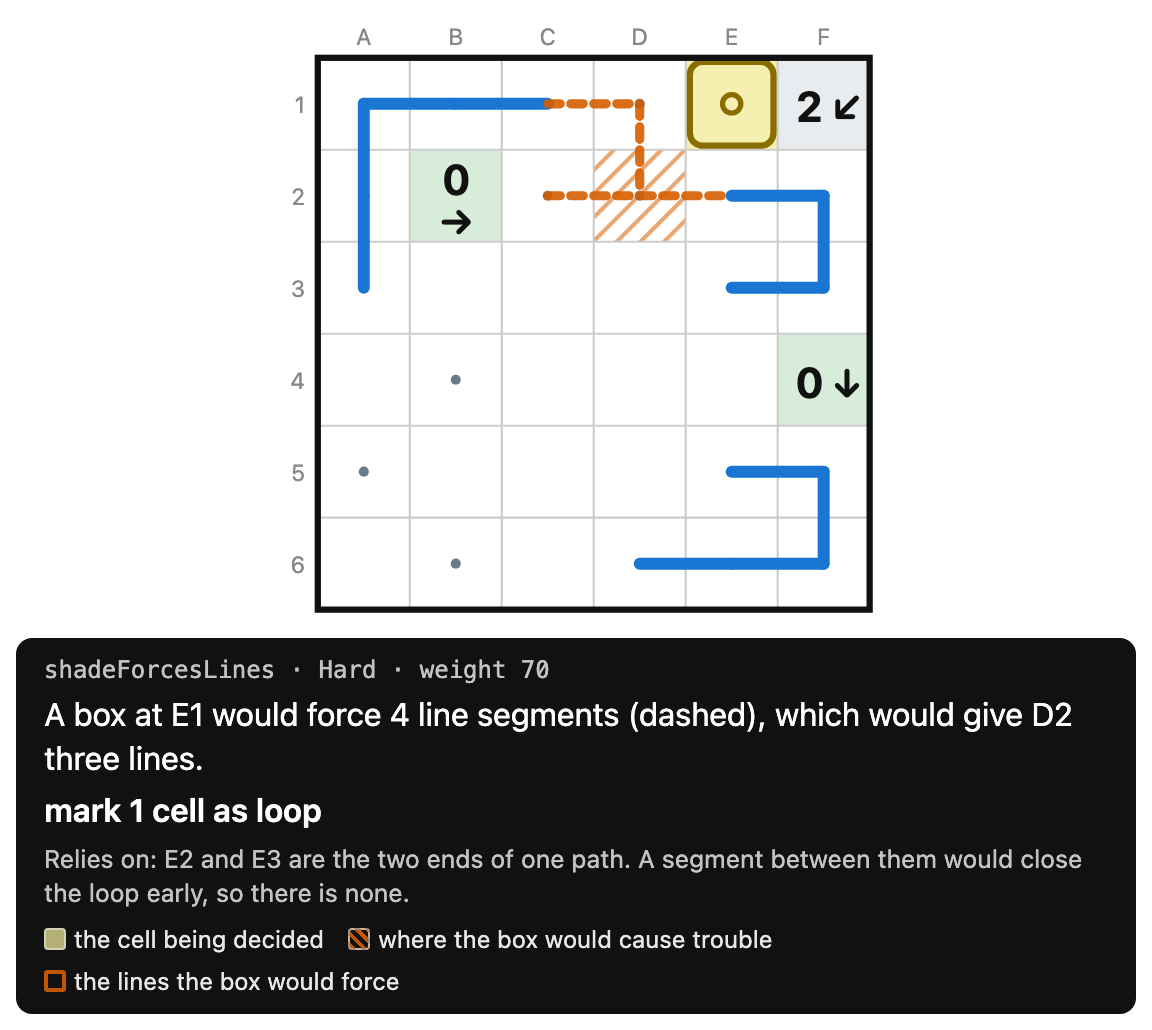 A B C D E F
1 2 ↙
2 0
→
3
4 0 ↓
5
6
shadeForcesLines · Hard · weight 70
A box at E1 would force 4 line segments (dashed), which would give D2
three lines.
mark 1 cell as loop
Relies on: E2 and E3 are the two ends of one path. A segment between them would close
the loop early, so there is none.
the cell being decided where the box would cause trouble
the lines the box would force